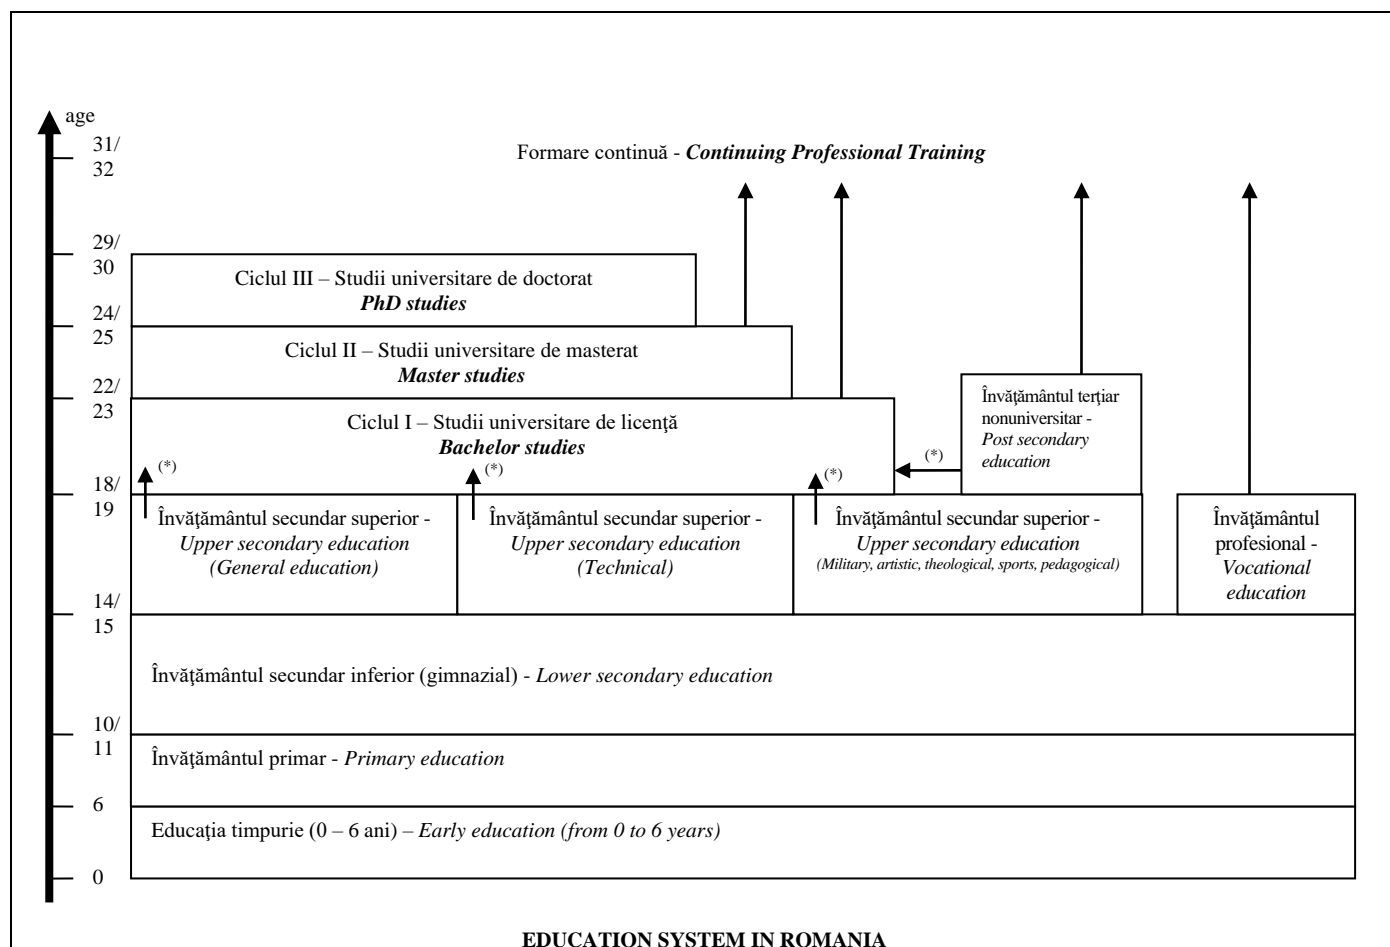 age
31/
32
Formare continuă - Continuing Professional Training
29/
30
Ciclul III – Studii universitare de doctorat
PhD studies
24/
25
Ciclul II – Studii universitare de masterat
Master studies
22/
23
Ciclul I – Studii universitare de licenţă
Bachelor studies
Învăţământul terţiar
nonuniversitar -
Post secondary
education
(*)
(*)
(*)
(*)
18/
19
Învăţământul secundar superior -
Upper secondary education
(General education)
Învăţământul secundar superior -
Upper secondary education
(Technical)
Învăţământul secundar superior -
Upper secondary education
(Military, artistic, theological, sports, pedagogical)
Învăţământul
profesional -
Vocational
education
14/
15
Învăţământul secundar inferior (gimnazial) - Lower secondary education
10/
11
Învăţământul primar - Primary education
6
Educaţia timpurie (0 – 6 ani) – Early education (from 0 to 6 years)
0
EDUCATION SYSTEM IN ROMANIA